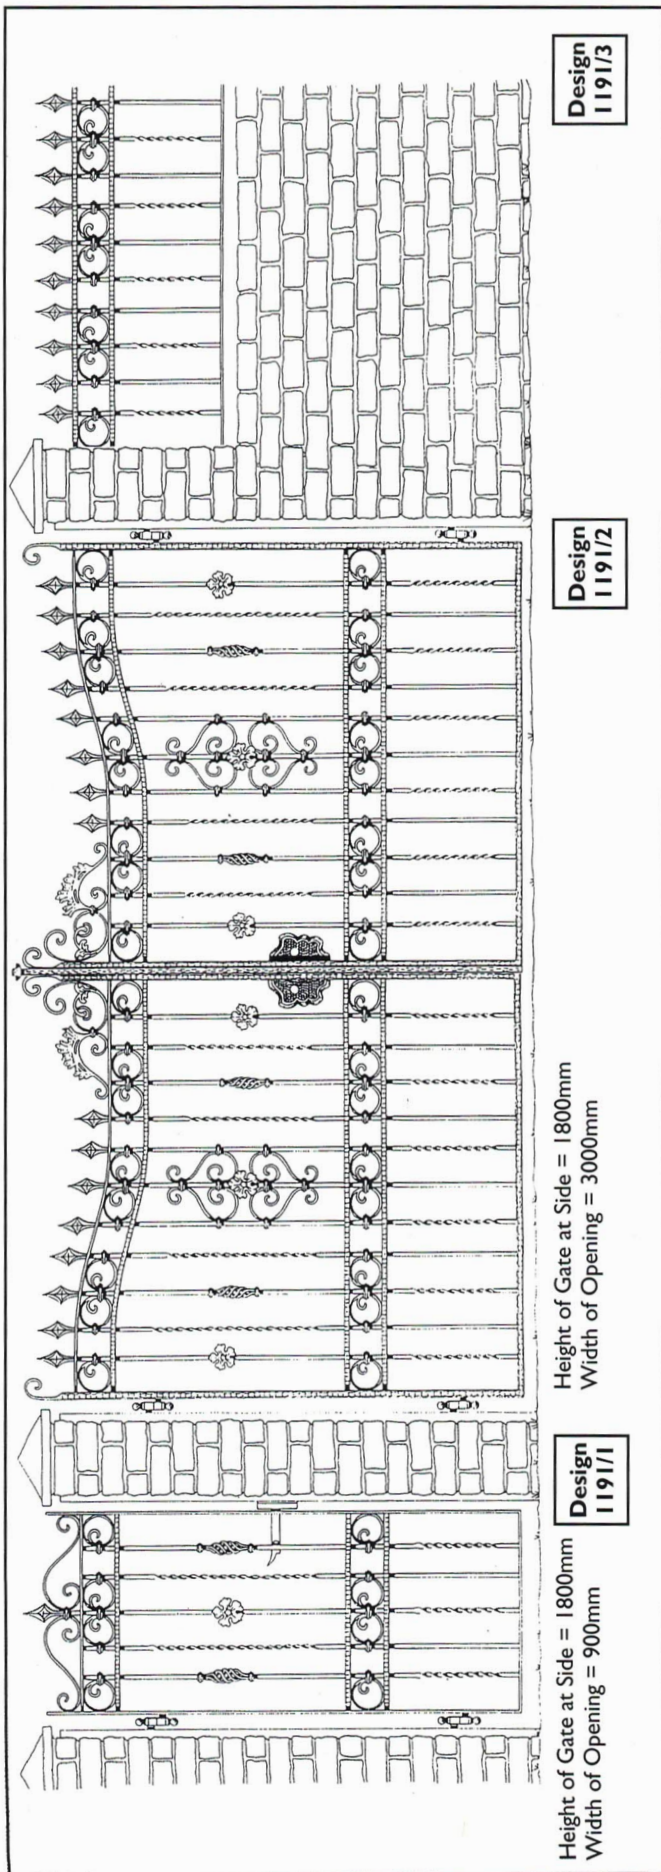 Height of Gate at Side = 1800mm
Width of Opening = 900mm
Design
1191/1
Height of Gate at Side = 1800mm
Width of Opening = 3000mm
Design
1191/2
Design
1191/3